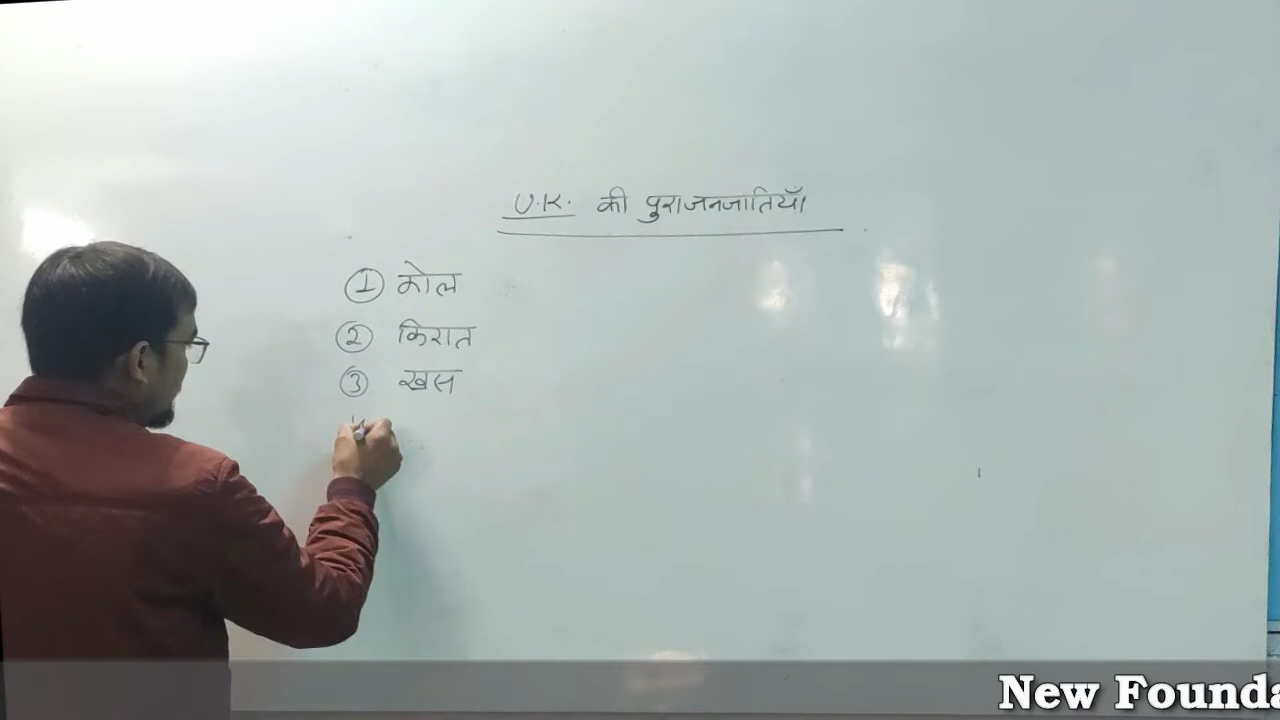 U.K. की पुराजनजातियाँ
① कोल
② किरात
③ खस
New Founda